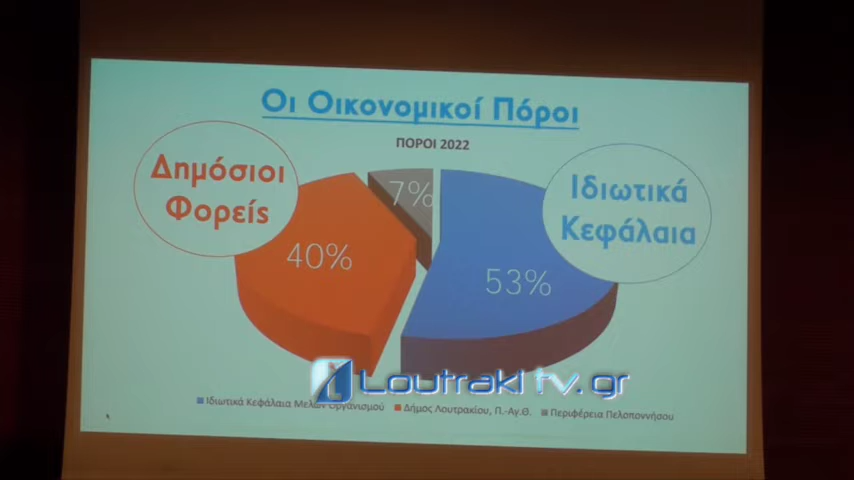 Οι Οικονομικοί Πόροι
ΠΟΡΟΙ 2022
Δημόσιοι
Φορείς
Ιδιωτικά
Κεφάλαια
7%
40%
53%
Loutraki tv.gr
Ιδιωτικά Κεφάλαια Μελών Οργανισμού
Δήμος Λουτρακίου, Π.-Αγ.Θ.
Περιφέρεια Πελοποννήσου